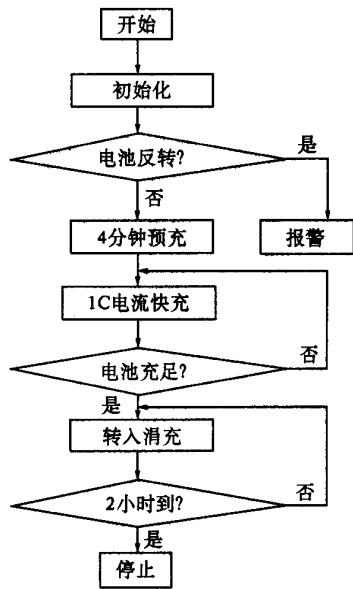 开始
初始化
电池反转?
是
否
4分钟预充
报警
1C电流快充
电池充足?
否
是
转入涓充
2小时到?
否
是
停止